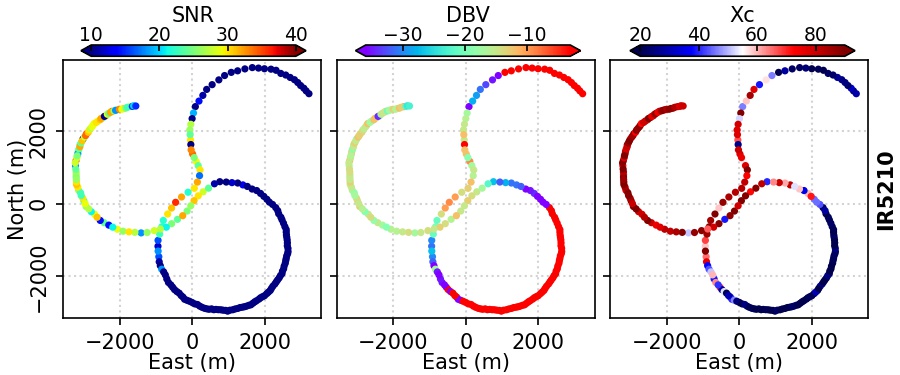 SNR DBV Xc
10 20 30 40 −30 −20 −10 20 40 60 80
2000
0
−2000
North (m)
−2000 0 2000 −2000 0 2000 −2000 0 2000
East (m) East (m) East (m)
IR5210